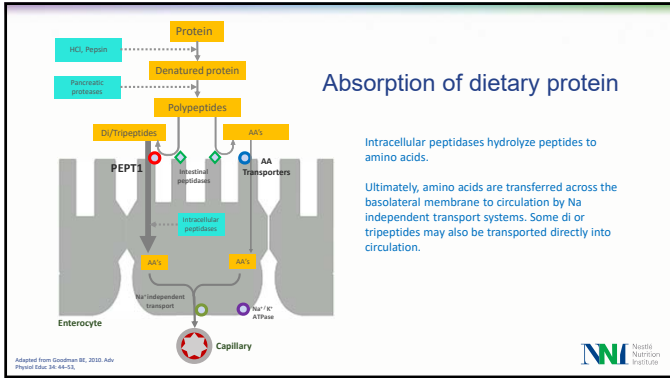 Protein
HCl, Pepsin
Denatured protein
Pancreatic
proteases
Polypeptides
Di/Tripeptides
AA's
PEPT1
Intestinal
peptidases
AA
Transporters
Intracellular
peptidases
AA's
AA's
Na⁺ independent
transport
Na⁺/ K⁺
ATPase
Enterocyte
Capillary
Adapted from Goodman BE, 2010. Adv
Physiol Educ 34: 44–53,
Absorption of dietary protein
Intracellular peptidases hydrolyze peptides to
amino acids.
Ultimately, amino acids are transferred across the
basolateral membrane to circulation by Na
independent transport systems. Some di or
tripeptides may also be transported directly into
circulation.
NNI
Nestlé
Nutrition
Institute